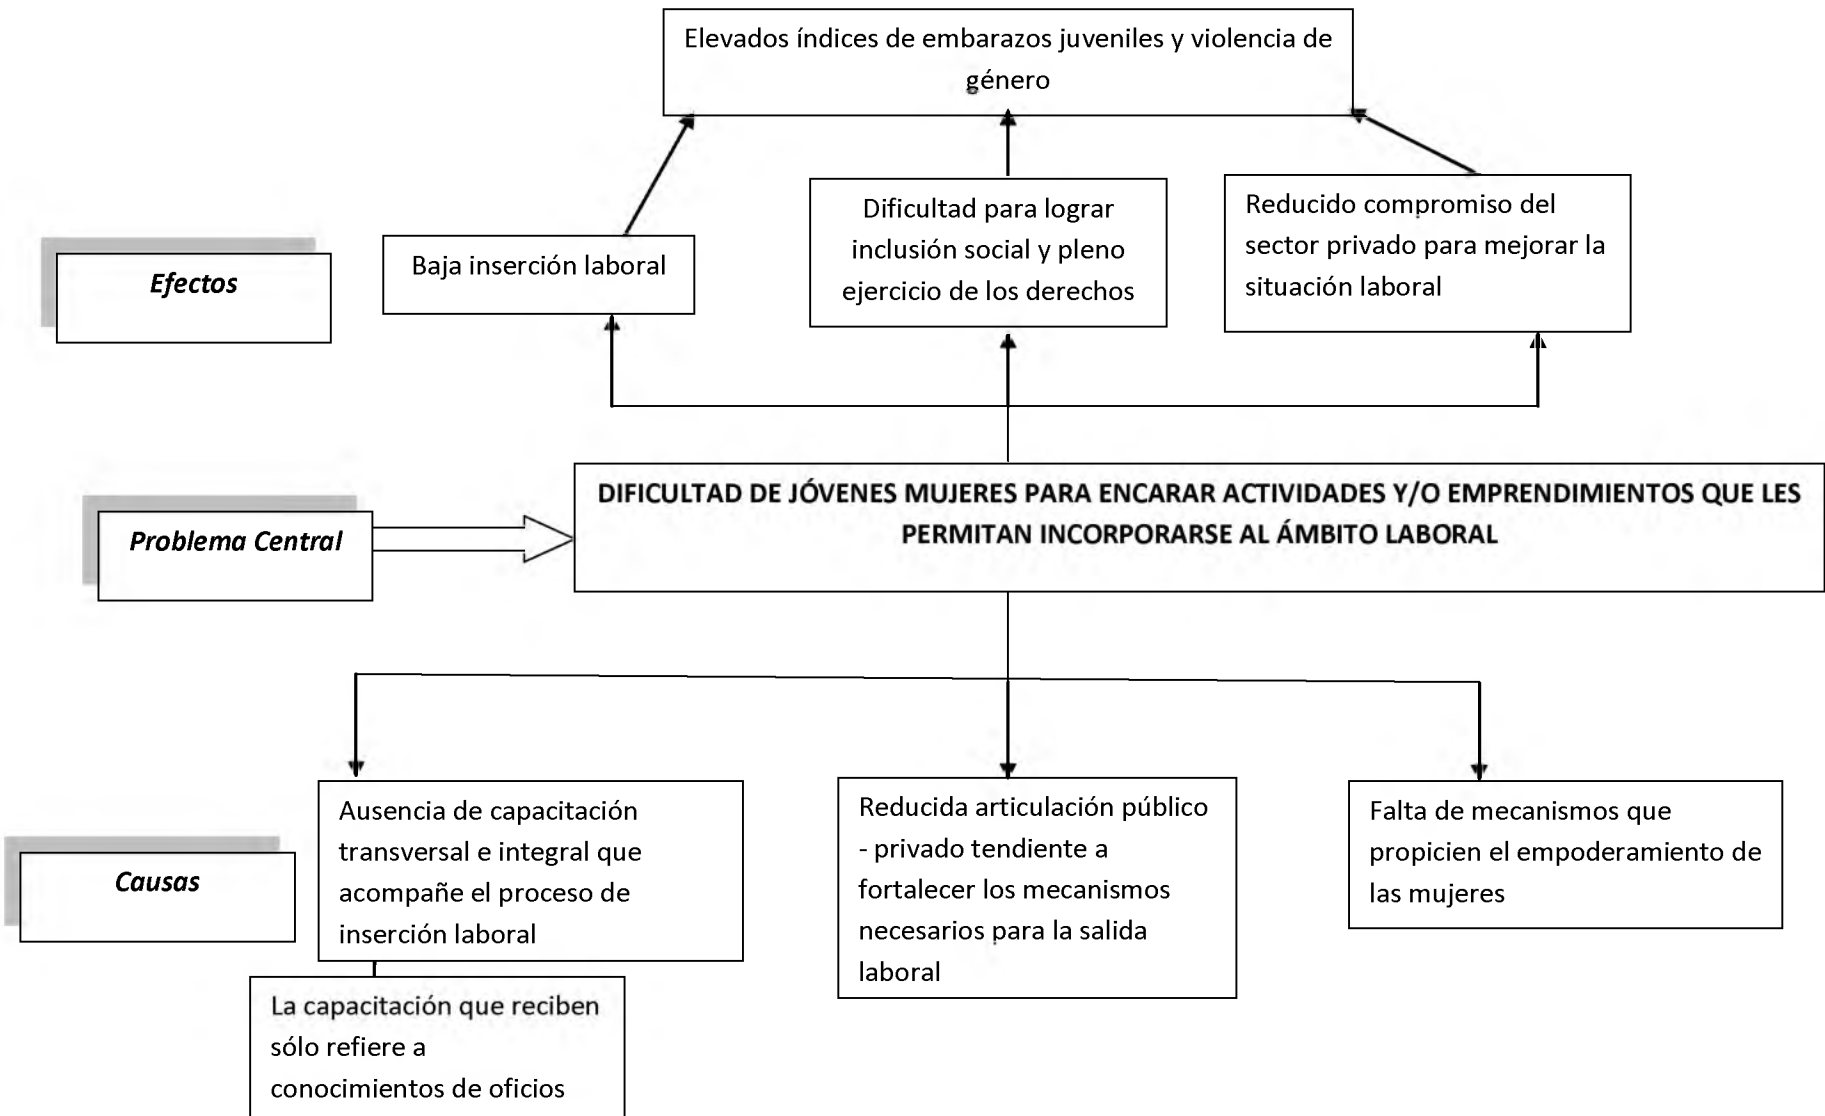 Elevados índices de embarazos juveniles y violencia de
género
Efectos
Baja inserción laboral
Dificultad para lograr
inclusión social y pleno
ejercicio de los derechos
Reducido compromiso del
sector privado para mejorar la
situación laboral
Problema Central
DIFICULTAD DE JÓVENES MUJERES PARA ENCARAR ACTIVIDADES Y/O EMPRENDIMIENTOS QUE LES
PERMITAN INCORPORARSE AL ÁMBITO LABORAL
Causas
Ausencia de capacitación
transversal e integral que
acompañe el proceso de
inserción laboral
La capacitación que reciben
sólo refiere a
conocimientos de oficios
Reducida articulación público
- privado tendiente a
fortalecer los mecanismos
necesarios para la salida
laboral
Falta de mecanismos que
propicien el empoderamiento de
las mujeres